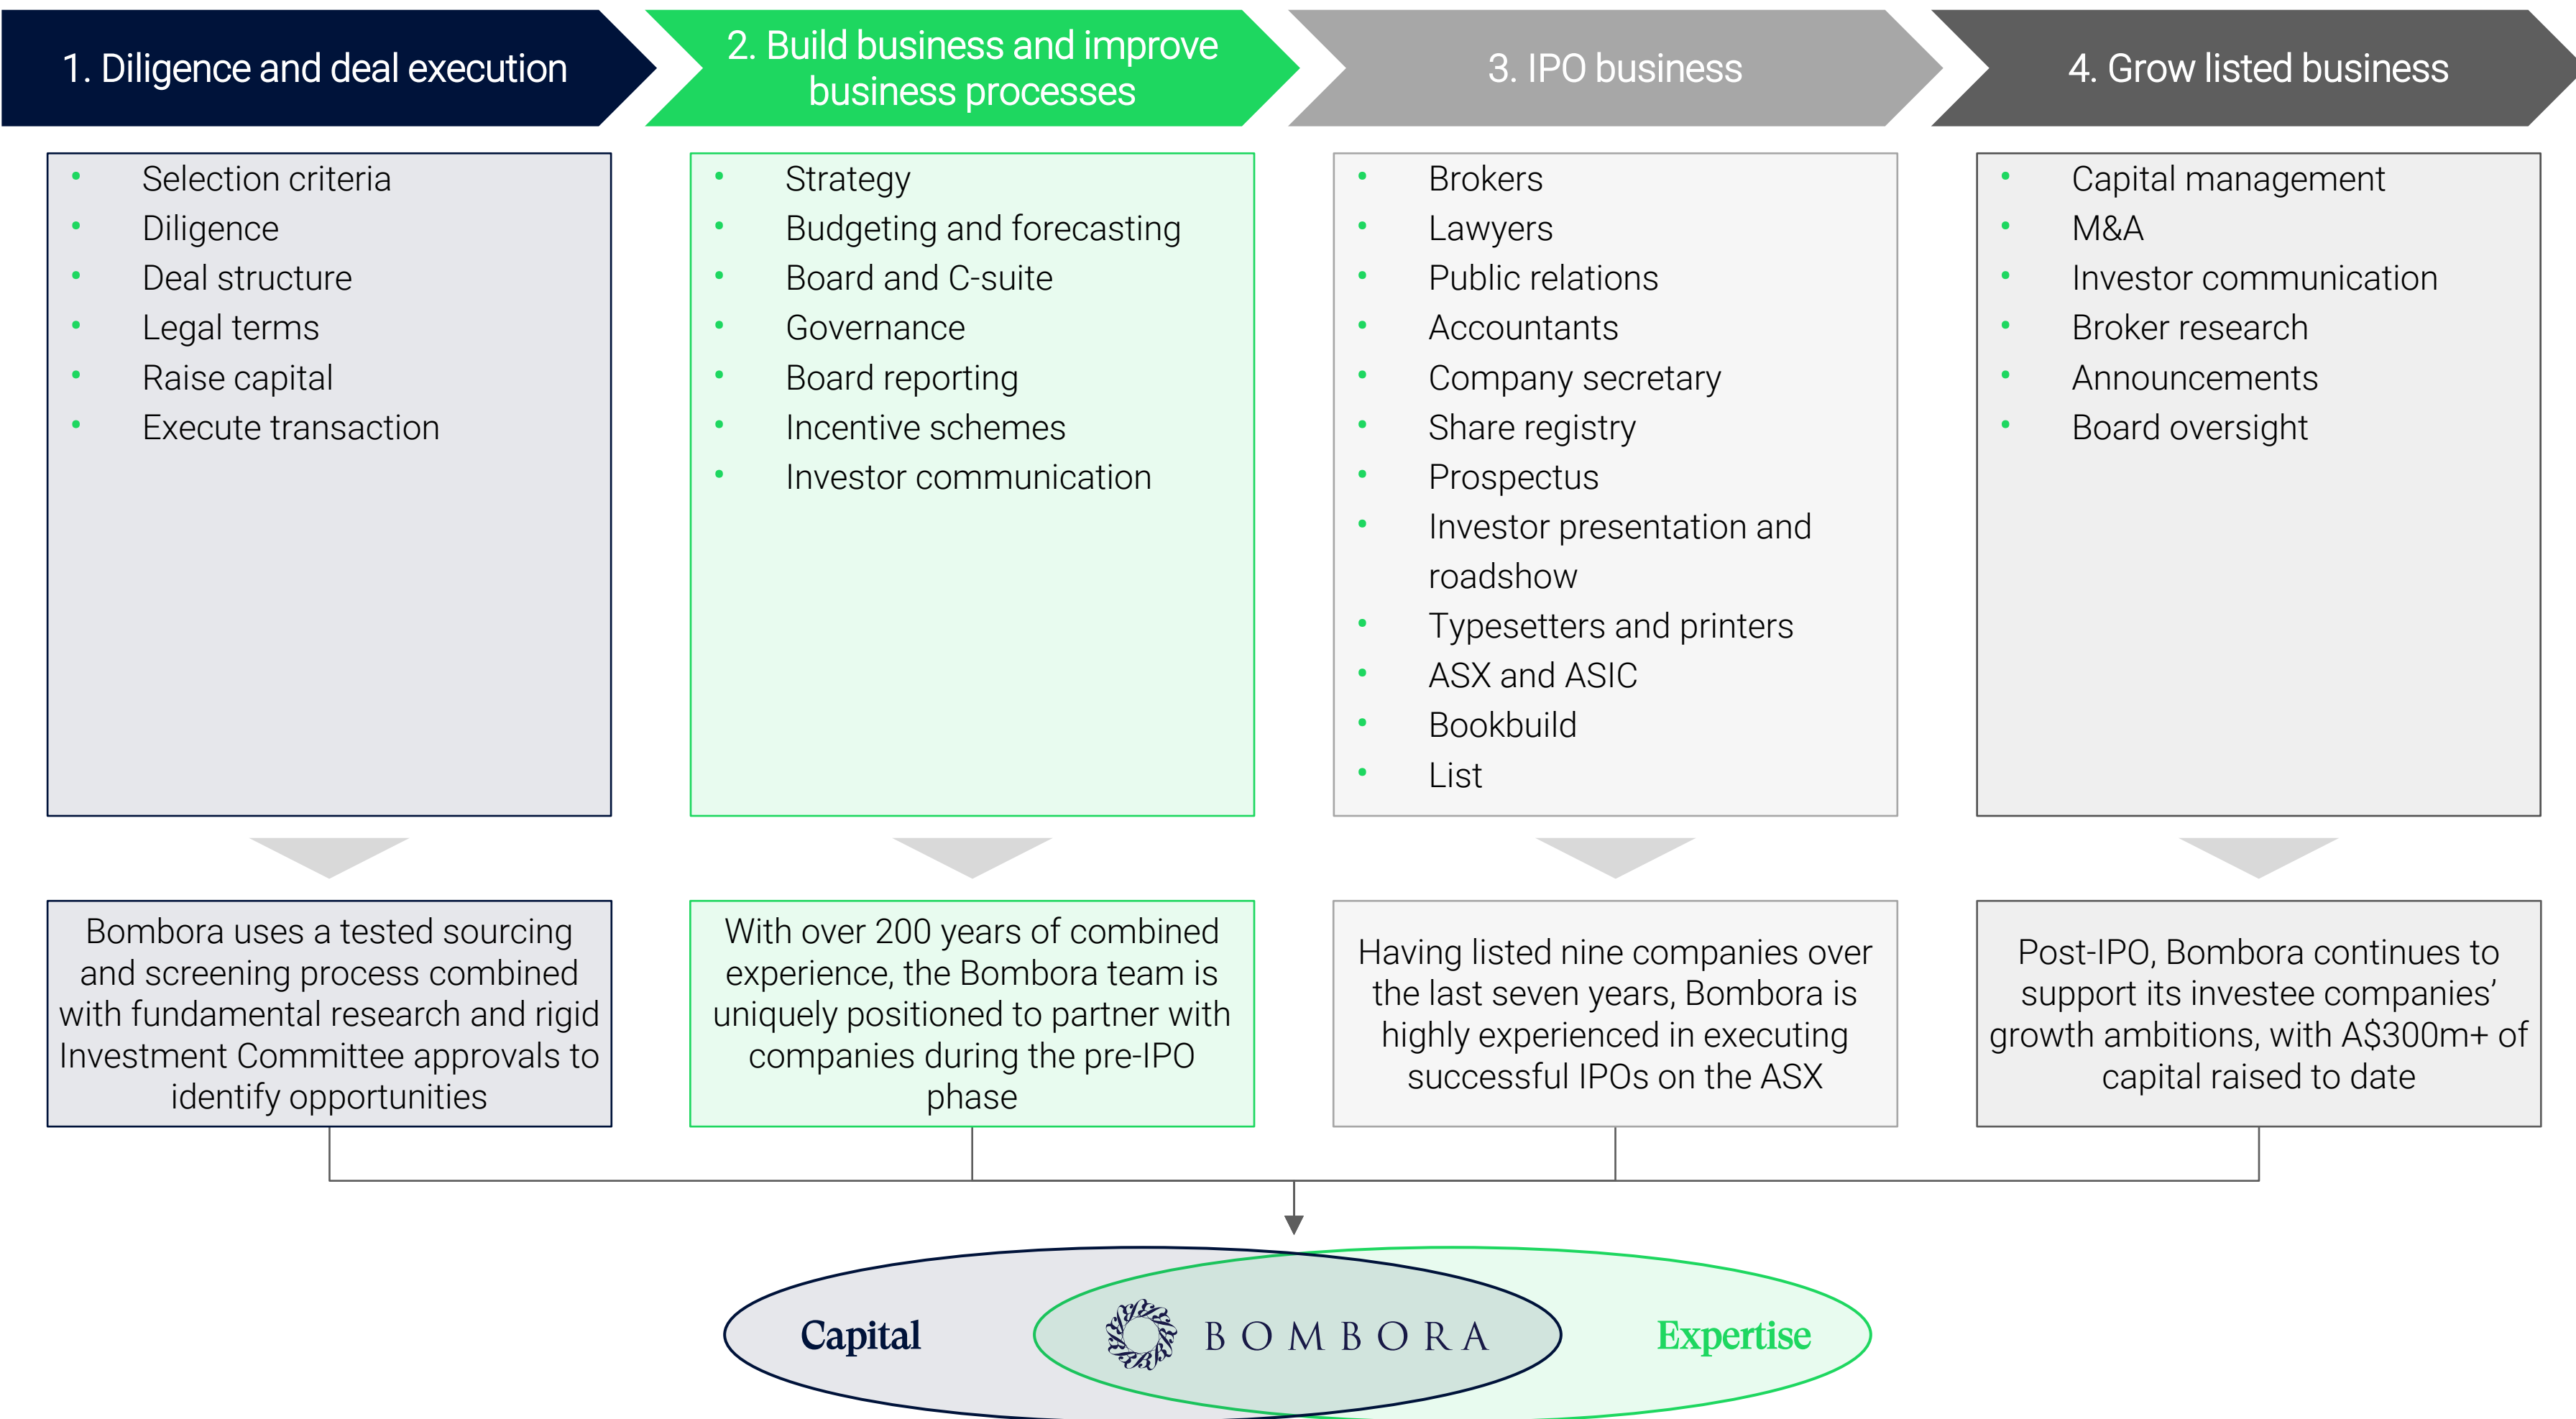 1. Diligence and deal execution
2. Build business and improve
business processes
3. IPO business
4. Grow listed business
• Selection criteria
• Diligence
• Deal structure
• Legal terms
• Raise capital
• Execute transaction
• Strategy
• Budgeting and forecasting
• Board and C-suite
• Governance
• Board reporting
• Incentive schemes
• Investor communication
• Brokers
• Lawyers
• Public relations
• Accountants
• Company secretary
• Share registry
• Prospectus
• Investor presentation and
roadshow
• Typesetters and printers
• ASX and ASIC
• Bookbuild
• List
• Capital management
• M&A
• Investor communication
• Broker research
• Announcements
• Board oversight
Bombora uses a tested sourcing
and screening process combined
with fundamental research and rigid
Investment Committee approvals to
identify opportunities
With over 200 years of combined
experience, the Bombora team is
uniquely positioned to partner with
companies during the pre-IPO
phase
Having listed nine companies over
the last seven years, Bombora is
highly experienced in executing
successful IPOs on the ASX
Post-IPO, Bombora continues to
support its investee companies’
growth ambitions, with A$300m+ of
capital raised to date
Capital
BOMBORA
Expertise